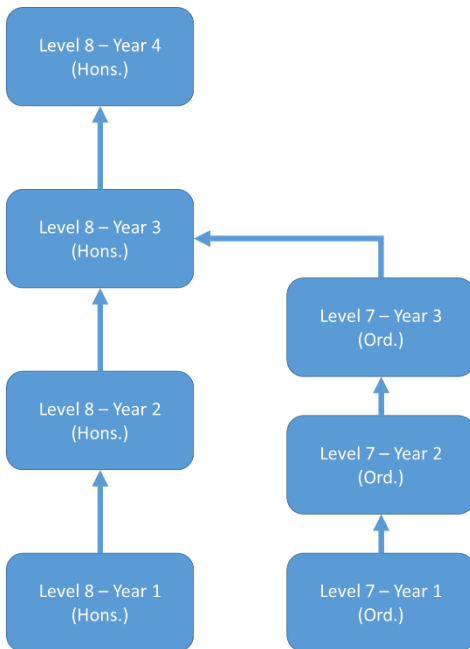 Level 8 – Year 4
(Hons.)
Level 8 – Year 3
(Hons.)
Level 7 – Year 3
(Ord.)
Level 8 – Year 2
(Hons.)
Level 7 – Year 2
(Ord.)
Level 8 – Year 1
(Hons.)
Level 7 – Year 1
(Ord.)